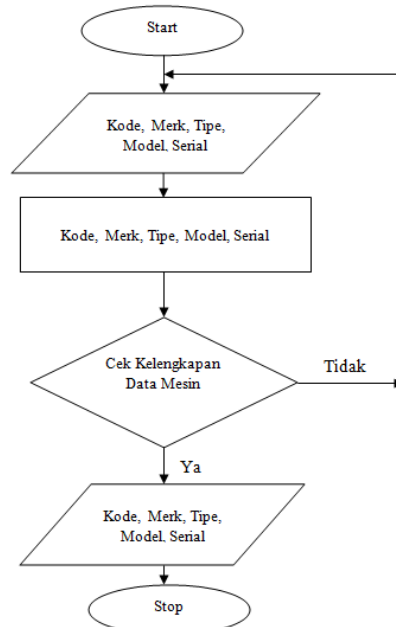 Start
Kode, Merk, Tipe,
Model, Serial
Kode, Merk, Tipe, Model, Serial
Cek Kelengkapan
Data Mesin
Tidak
Ya
Kode, Merk, Tipe,
Model, Serial
Stop